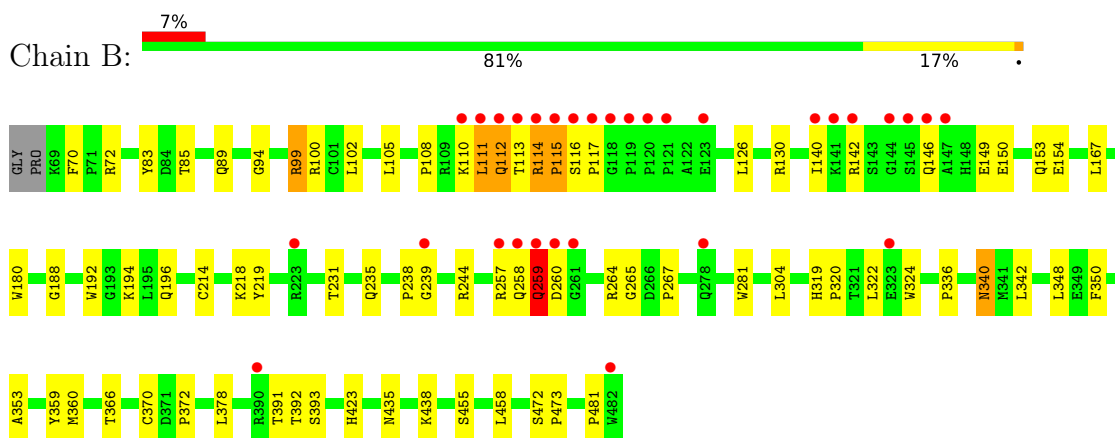 7%
Chain B:
81% 17% •
GLY PRO K69 F70 P71 R72 Y83 D84 T85 Q89 G94 R99 R100 C101 L102 L105 P108 R109 K110 L111 Q112 T113 R114 P115 S116 P117 G118 P119 P120 P121 A122 E123 L126 R130 I140 K141 R142 S143 G144 S145 Q146 A147 H148 E149 E150 Q153 E154 L167
W180 G188 W192 G193 K194 L195 Q196 C214 K218 Y219 R223 T231 Q235 P238 G239 R244 R257 Q258 Q259 D260 G261 R264 G265 D266 P267 Q278 W281 L304 H319 P320 T321 L322 E323 W324 P336 N340 M341 L342 L348 E349 F350
A353 Y359 M360 T366 C370 D371 P372 L378 R390 T391 T392 S393 H423 N435 K438 S455 L458 S472 P473 P481 W482